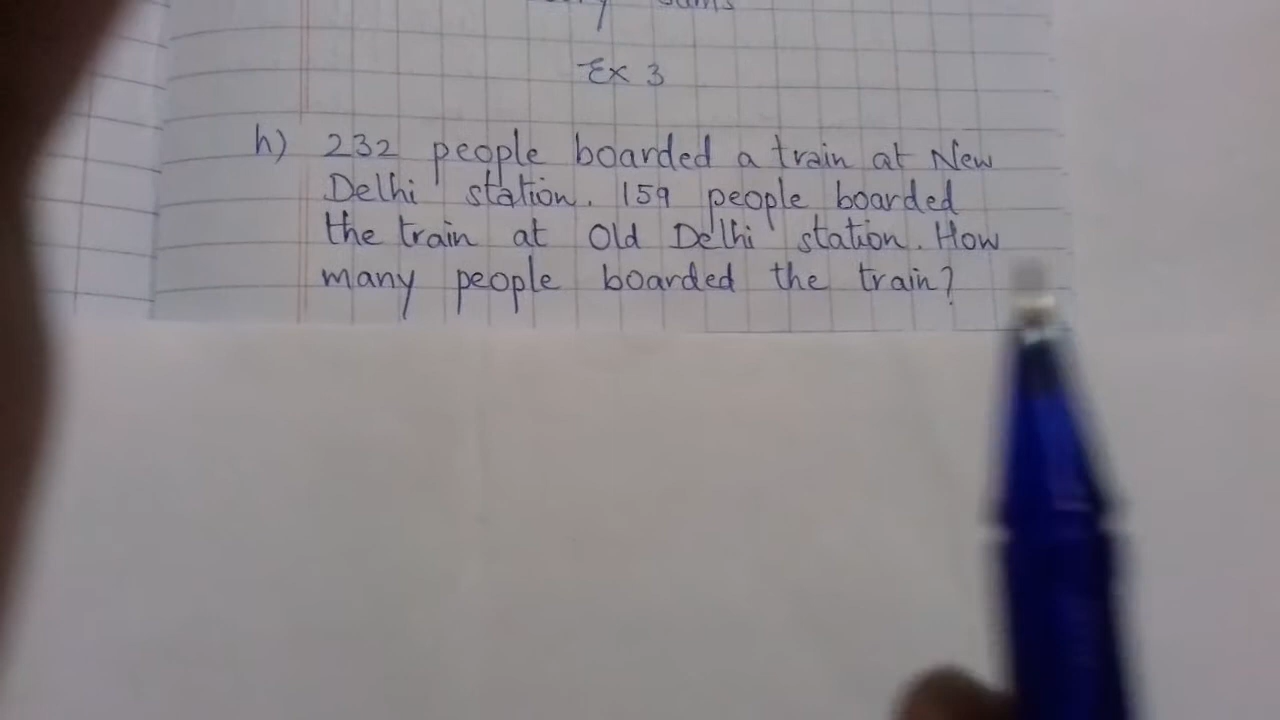 Ex 3
h) 232 people boarded a train at New
Delhi station. 159 people boarded
the train at Old Delhi station. How
many people boarded the train?